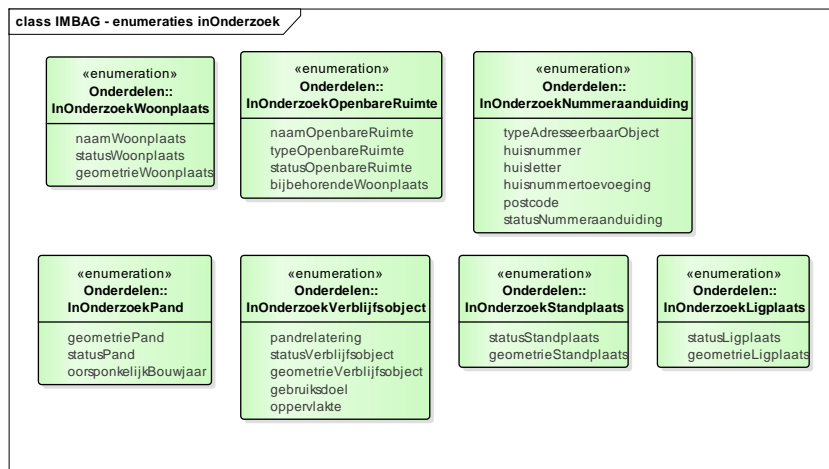 class IMBAG - enumeraties inOnderzoek
«enumeration»
Onderdelen::
InOnderzoekWoonplaats
naamWoonplaats
statusWoonplaats
geometrieWoonplaats
«enumeration»
Onderdelen::
InOnderzoekOpenbareRuimte
naamOpenbareRuimte
typeOpenbareRuimte
statusOpenbareRuimte
bijbehorendeWoonplaats
«enumeration»
Onderdelen::
InOnderzoekNummeraanduiding
typeAdresseerbaarObject
huisnummer
huisletter
huisnummertoevoeging
postcode
statusNummeraanduiding
«enumeration»
Onderdelen::
InOnderzoekPand
geometriePand
statusPand
oorsponkelijkBouwjaar
«enumeration»
Onderdelen::
InOnderzoekVerblijfsobject
pandrelatering
statusVerblijfsobject
geometrieVerblijfsobject
gebruiksdoel
oppervlakte
«enumeration»
Onderdelen::
InOnderzoekStandplaats
statusStandplaats
geometrieStandplaats
«enumeration»
Onderdelen::
InOnderzoekLigplaats
statusLigplaats
geometrieLigplaats